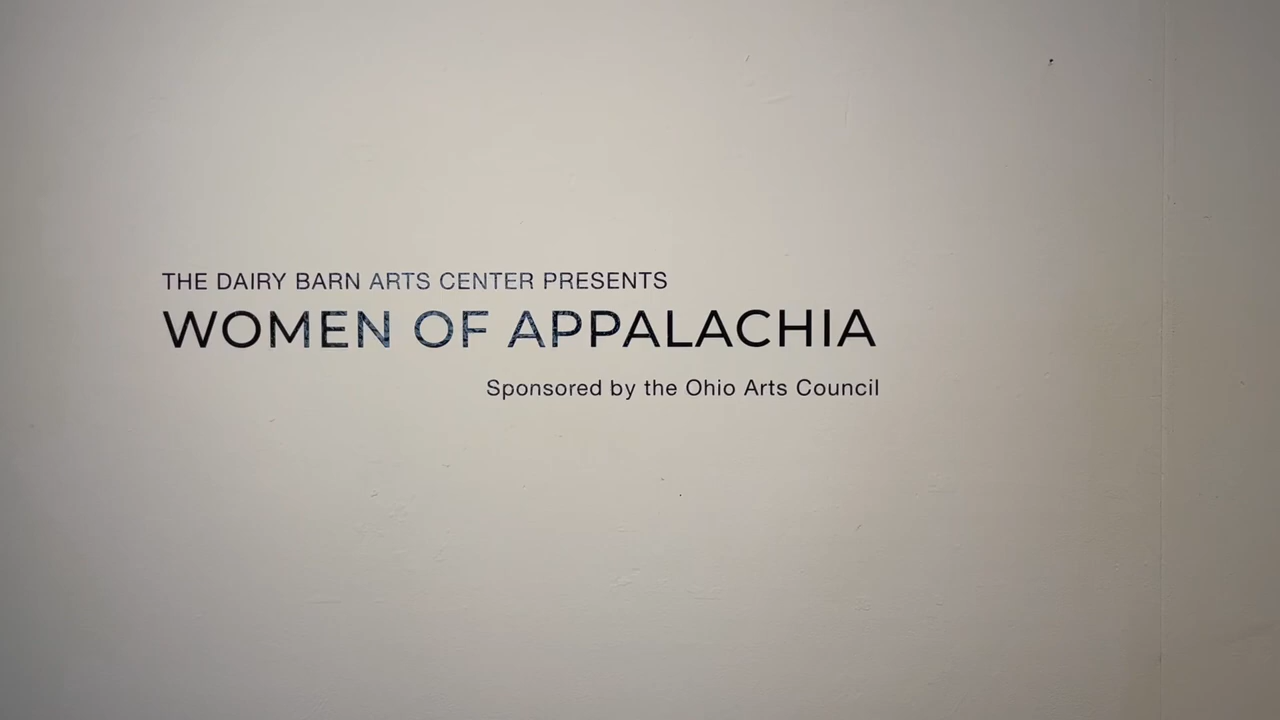 THE DAIRY BARN ARTS CENTER PRESENTS
WOMEN OF APPALACHIA
Sponsored by the Ohio Arts Council